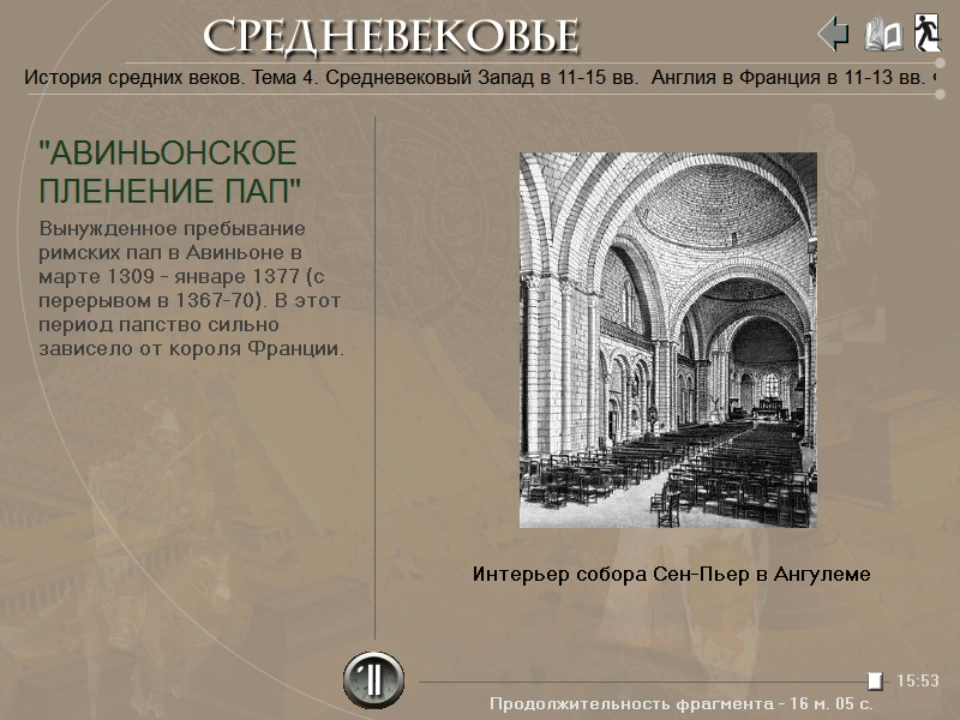 СРЕДНЕВЕКОВЬЕ
История средних веков. Тема 4. Средневековый Запад в 11-15 вв. Англия в Франция в 11-13 вв.
"АВИНЬОНСКОЕ
ПЛЕНЕНИЕ ПАП"
Вынужденное пребывание
римских пап в Авиньоне в
марте 1309 - январе 1377 (с
перерывом в 1367-70). В этот
период папство сильно
зависело от короля Франции.
Интерьер собора Сен-Пьер в Ангулеме
15:53
Продолжительность фрагмента - 16 м. 05 с.